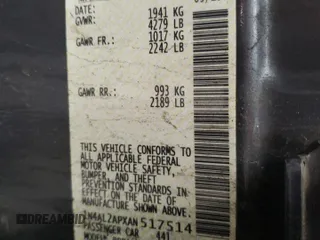 DATE: 1941 KG
GVWR: 4279 LB
GAWR FR.: 1017 KG
2242 LB
GAWR RR.: 993 KG
2189 LB
THIS VEHICLE CONFORMS TO
ALL APPLICABLE FEDERAL
MOTOR VEHICLE SAFETY,
BUMPER, AND THEFT
PREVENTION STANDARDS IN
EFFECT ON THE DATE OF
MANUFACTURE SHOWN ABOVE.
1N4AL2APXAN517514
PASSENGER CAR 441
DREAMBID